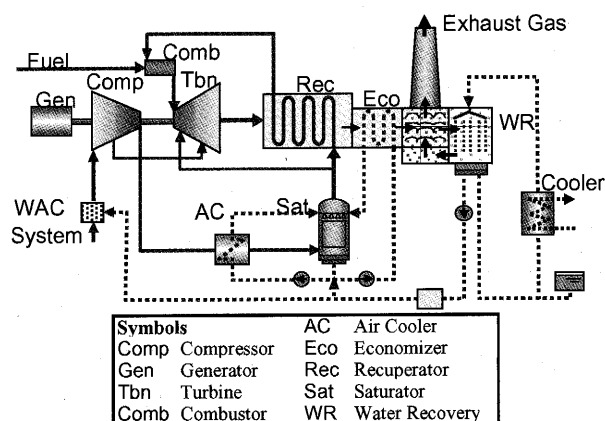 Exhaust Gas
Fuel
Comb
Comp
Tbn
Rec
Eco
Gen
WR
WAC
System
AC
Sat
Cooler
Symbols
AC Air Cooler
Comp Compressor
Eco Economizer
Gen Generator
Rec Recuperator
Tbn Turbine
Sat Saturator
Comb Combustor
WR Water Recovery